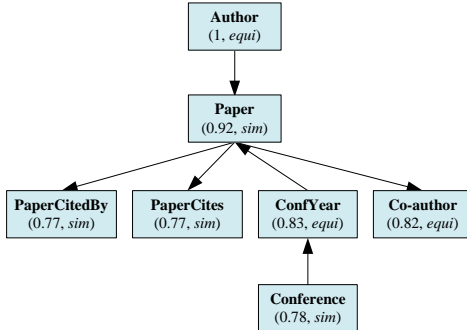 Author
(1, equi)
Paper
(0.92, sim)
PaperCitedBy
(0.77, sim)
PaperCites
(0.77, sim)
ConfYear
(0.83, equi)
Co-author
(0.82, equi)
Conference
(0.78, sim)